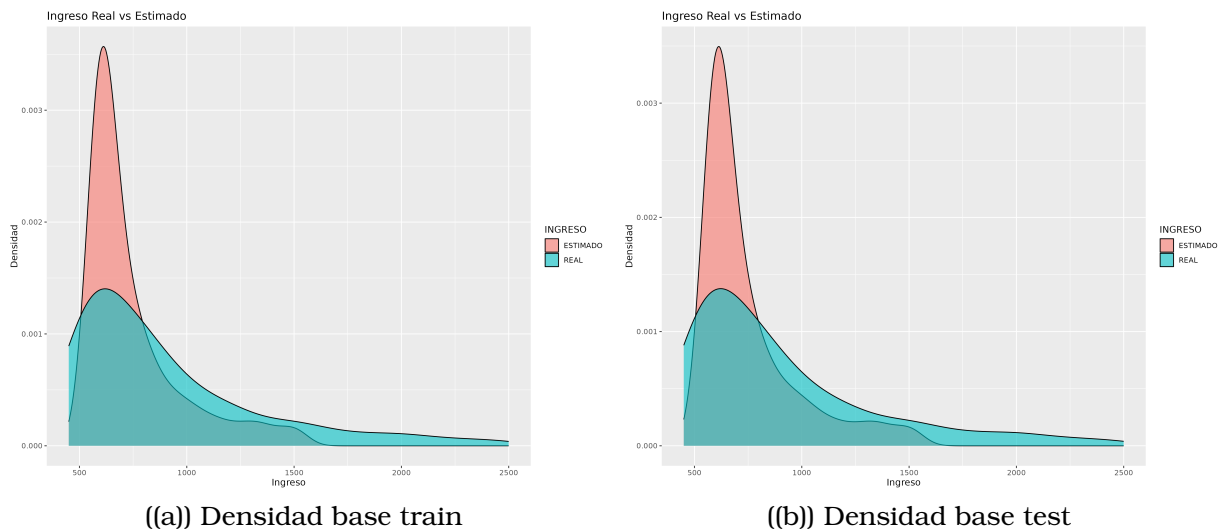 Ingreso Real vs Estimado
0.003
0.002
0.001
0.000
Densidad
500 1000 1500 2000 2500
Ingreso
INGRESO
ESTIMADO
REAL
((a)) Densidad base train
Ingreso Real vs Estimado
0.003
0.002
0.001
0.000
Densidad
500 1000 1500 2000 2500
Ingreso
INGRESO
ESTIMADO
REAL
((b)) Densidad base test